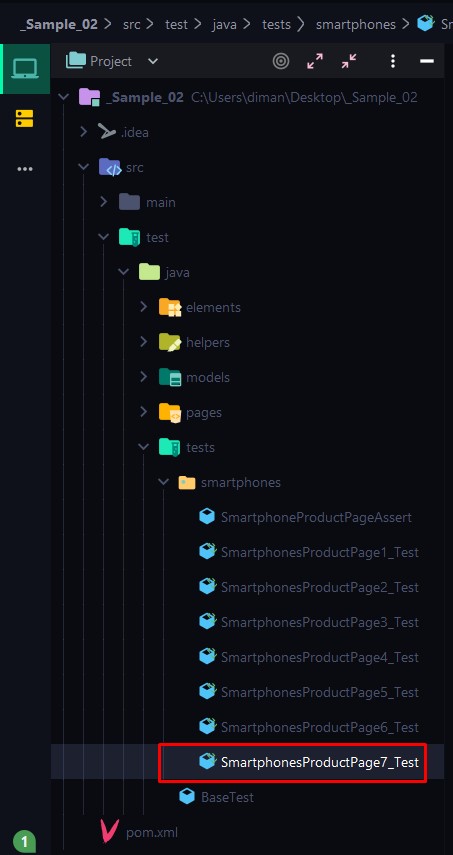 _Sample_02 > src > test > java > tests > smartphones >
Project
_Sample_02 C:\Users\diman\Desktop\_Sample_02
.idea
src
main
test
java
elements
helpers
models
pages
tests
smartphones
SmartphoneProductPageAssert
SmartphonesProductPage1_Test
SmartphonesProductPage2_Test
SmartphonesProductPage3_Test
SmartphonesProductPage4_Test
SmartphonesProductPage5_Test
SmartphonesProductPage6_Test
SmartphonesProductPage7_Test
BaseTest
pom.xml
1